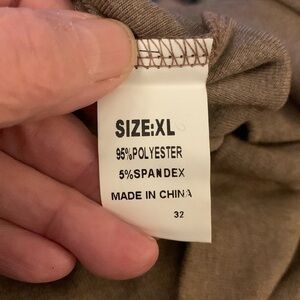 SIZE:XL
95%POLYESTER
5%SPANDEX
MADE IN CHINA
32